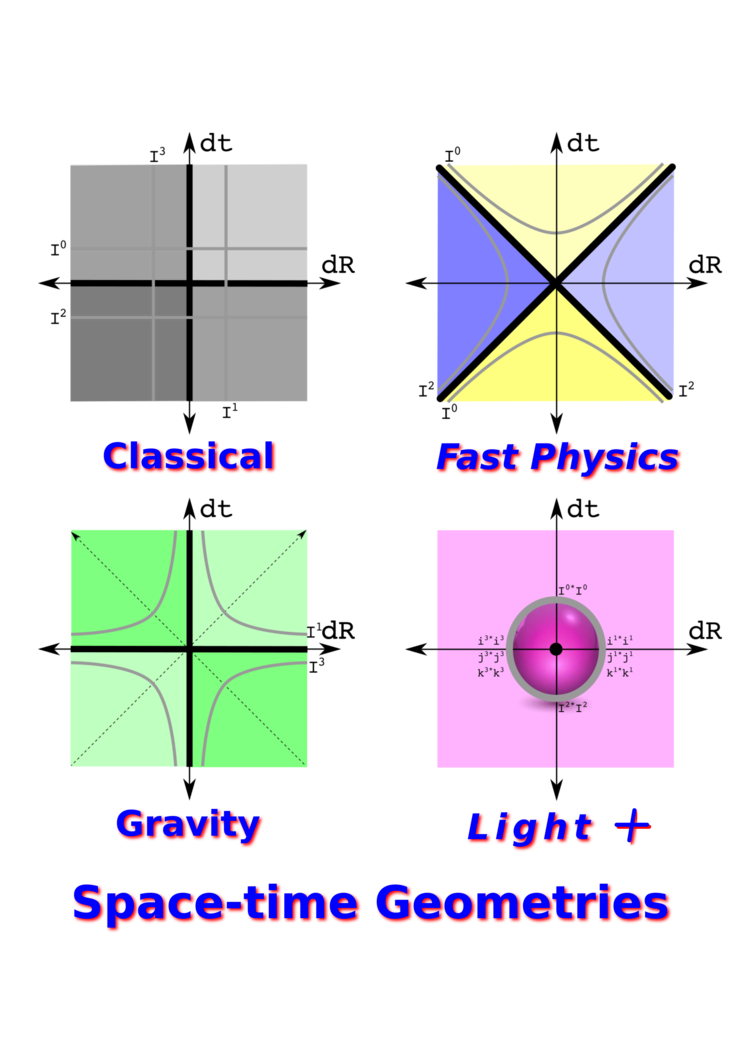 dt
I³
I⁰
dR
I²
I¹
Classical
dt
I⁰
dR
I²
I²
I⁰
Fast Physics
dt
I¹
dR
I³
Gravity
dt
I⁰*I⁰
dR
i³*i³ i¹*i¹
j³*j³ j¹*j¹
k³*k³ k¹*k¹
I²*I²
Light +
Space-time Geometries